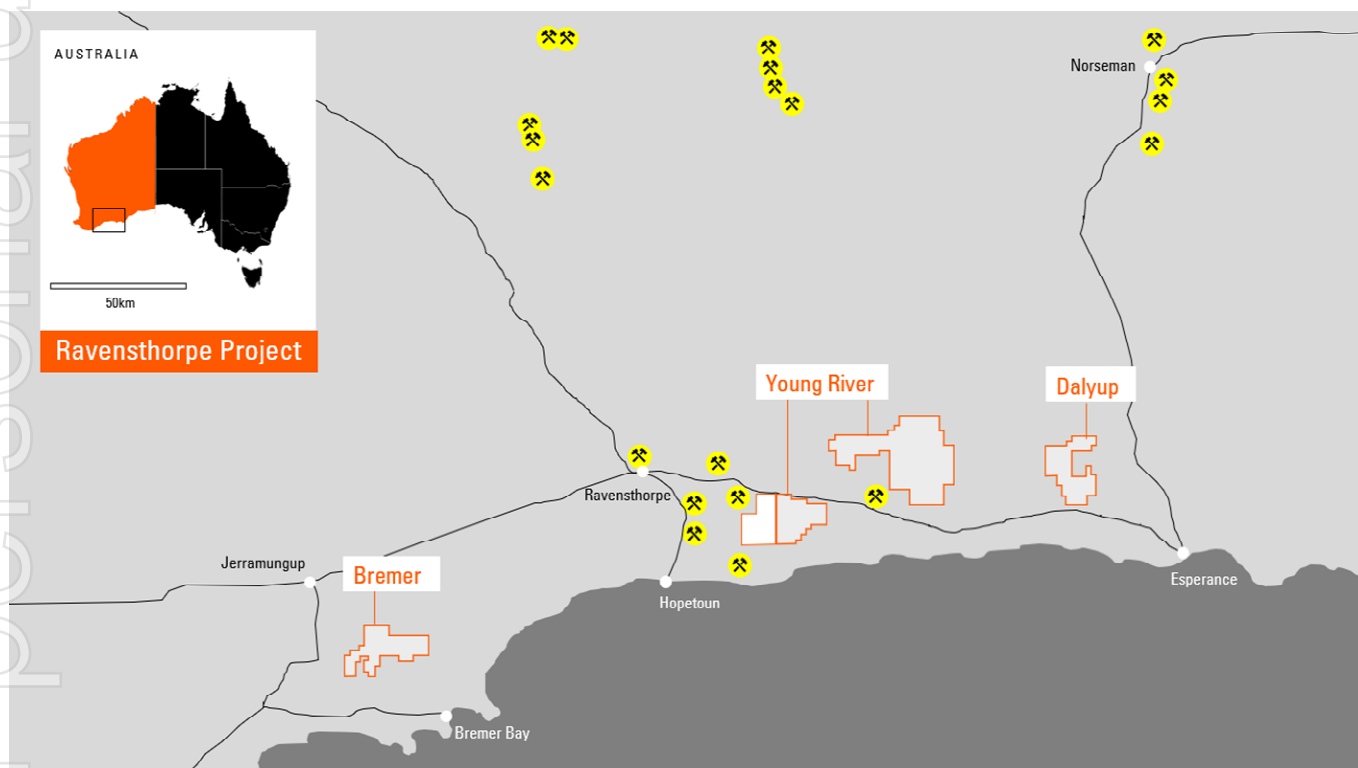 AUSTRALIA
50km
Ravensthorpe Project
Norseman
Young River
Dalyup
Ravensthorpe
Jerramungup
Bremer
Hopetoun
Esperance
Bremer Bay